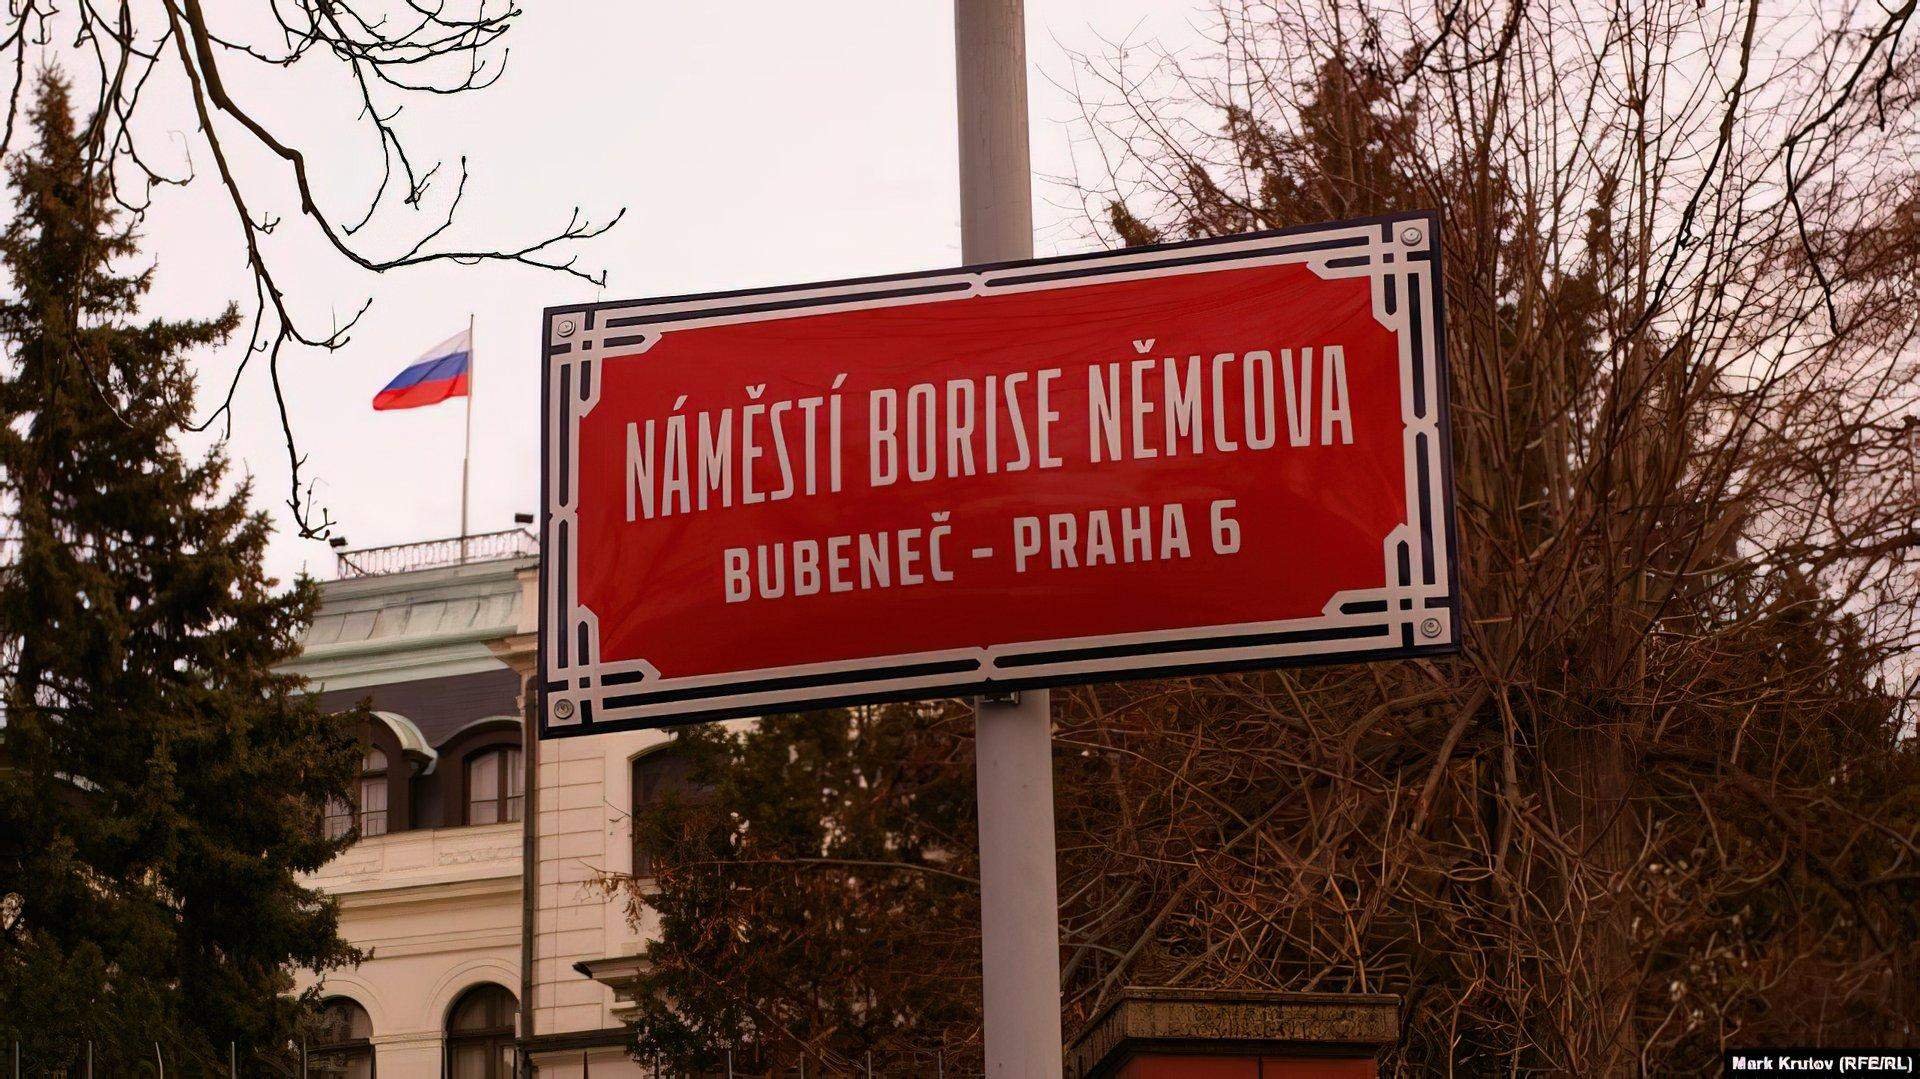 NÁMĚSTÍ BORISE NĚMCOVA
BUBENEČ - PRAHA 6
Mark Krutov (RFE/RL)